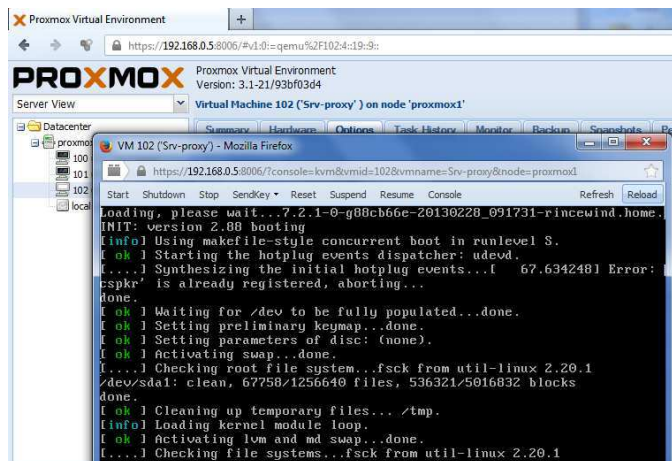 Proxmox Virtual Environment
+
https://192.168.0.5:8006/#v1:0:=qemu%2F102:4::19::9::
PROXMOX
Proxmox Virtual Environment
Version: 3.1-21/93bf03d4
Server View
Virtual Machine 102 ('Srv-proxy' ) on node 'proxmox1'
Datacenter
Summary Hardware Options Task History Monitor Backup Snapshots Pe
proxmo
VM 102 ('Srv-proxy') - Mozilla Firefox
100
https://192.168.0.5:8006/?console=kvm&vmid=102&vmname=Srv-proxy&node=proxmox1
101
102
Start Shutdown Stop SendKey Reset Suspend Resume Console Refresh Reload
local
Loading, please wait...7.2.1-0-g88cb66e-20130228_091731-rincewind.home.
INIT: version 2.88 booting
[info] Using makefile-style concurrent boot in runlevel S.
[ ok ] Starting the hotplug events dispatcher: udevd.
[....] Synthesizing the initial hotplug events...[   67.634248] Error:
cspkr' is already registered, aborting...
done.
[ ok ] Waiting for /dev to be fully populated...done.
[ ok ] Setting preliminary keymap...done.
[ ok ] Setting parameters of disc: (none).
[ ok ] Activating swap...done.
[....] Checking root file system...fsck from util-linux 2.20.1
/dev/sda1: clean, 67758/1256640 files, 536321/5016832 blocks
done.
[ ok ] Cleaning up temporary files... /tmp.
[info] Loading kernel module loop.
[ ok ] Activating lvm and md swap...done.
[....] Checking file systems...fsck from util-linux 2.20.1